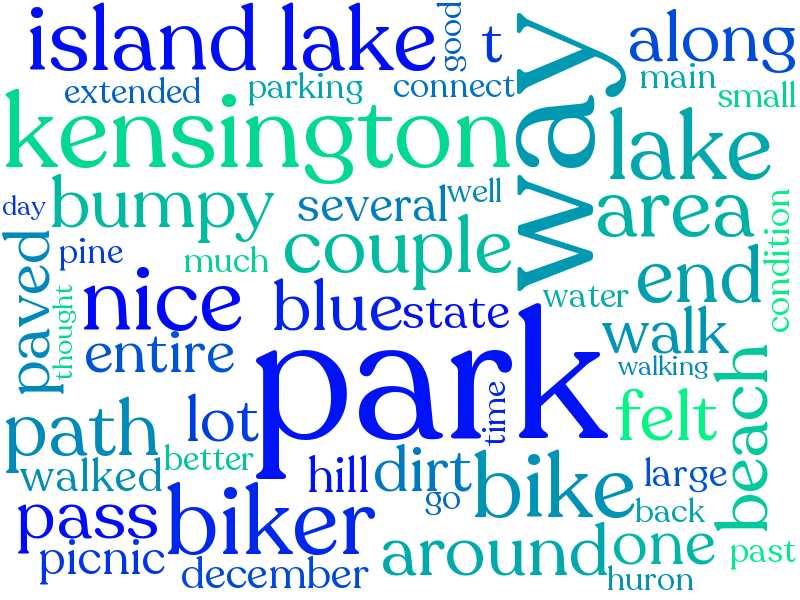 island lake
good
t
along
extended
parking
connect
way
main
small
kensington
lake
day
bumpy
several
well
area
condition
paved
pine
much
couple
end
thought
nice
blue
state
water
walk
entire
park
walking
beach
path
lot
time
felt
walked
better
hill
dirt
bike
large
pass
biker
go
back
picnic
december
around
one
past
huron